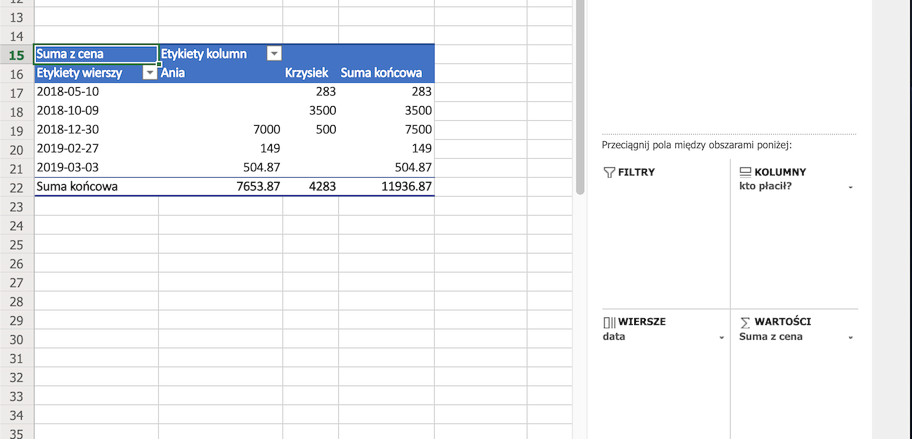 12
13
14
15 Suma z cena Etykiety kolumn
16 Etykiety wierszy Ania Krzysiek Suma końcowa
17 2018-05-10 283 283
18 2018-10-09 3500 3500
19 2018-12-30 7000 500 7500
20 2019-02-27 149 149
21 2019-03-03 504.87 504.87
22 Suma końcowa 7653.87 4283 11936.87
23
24
25
26
27
28
29
30
31
32
33
34
35
Przeciągnij pola między obszarami poniżej:
FILTRY
KOLUMNY
kto płacił?
WIERSZE
data
WARTOŚCI
Suma z cena